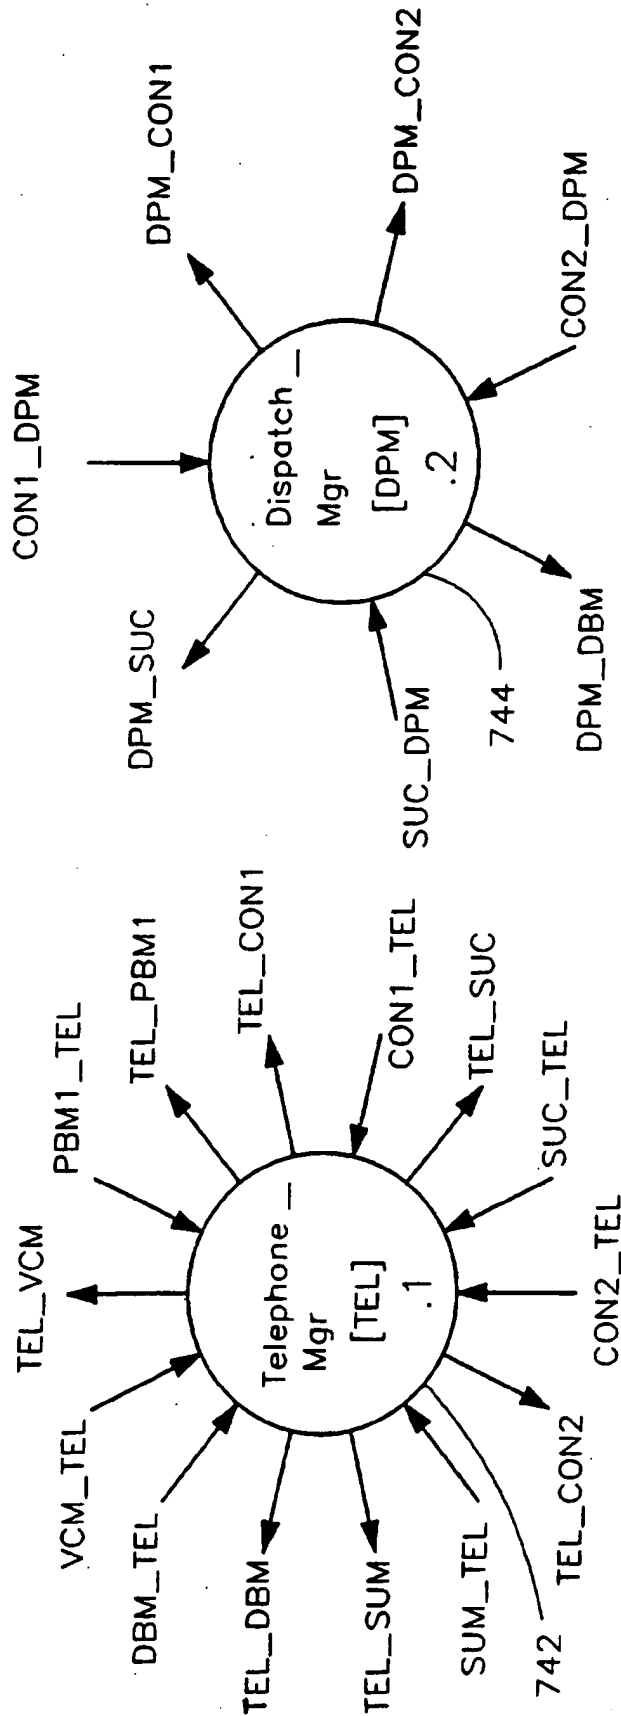 TEL_VCM
PBM1_TEL
TEL_PBM1
TEL_CON1
CON1_TEL
TEL_SUC
SUC_TEL
CON2_TEL
TEL_CON2
SUM_TEL
TEL_SUM
TEL_DBM
DBM_TEL
VCM_TEL
Telephone _
Mgr
[TEL]
.1
742
CON1_DPM
DPM_CON1
DPM_CON2
CON2_DPM
DPM_DBM
SUC_DPM
DPM_SUC
Dispatch _
Mgr
[DPM]
.2
744